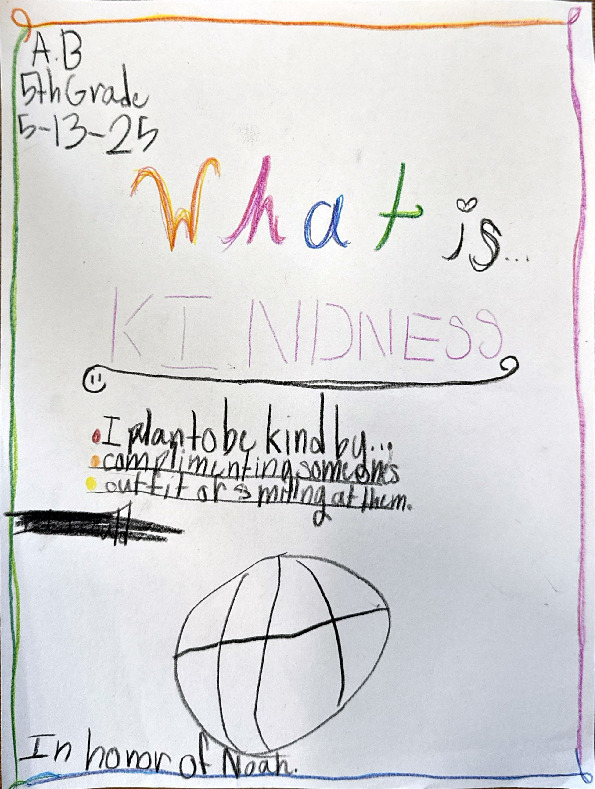 A.B
5th Grade
5-13-25
What is...
KINDNESS
I plan to be kind by...
complimenting someones
outfit or smiling at them.
In honor of Noah.